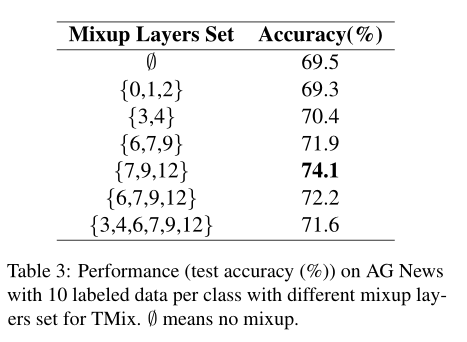 Mixup Layers Set Accuracy(%)
∅ 69.5
{0,1,2} 69.3
{3,4} 70.4
{6,7,9} 71.9
{7,9,12} 74.1
{6,7,9,12} 72.2
{3,4,6,7,9,12} 71.6
Table 3: Performance (test accuracy (%)) on AG News
with 10 labeled data per class with different mixup lay-
ers set for TMix. ∅ means no mixup.